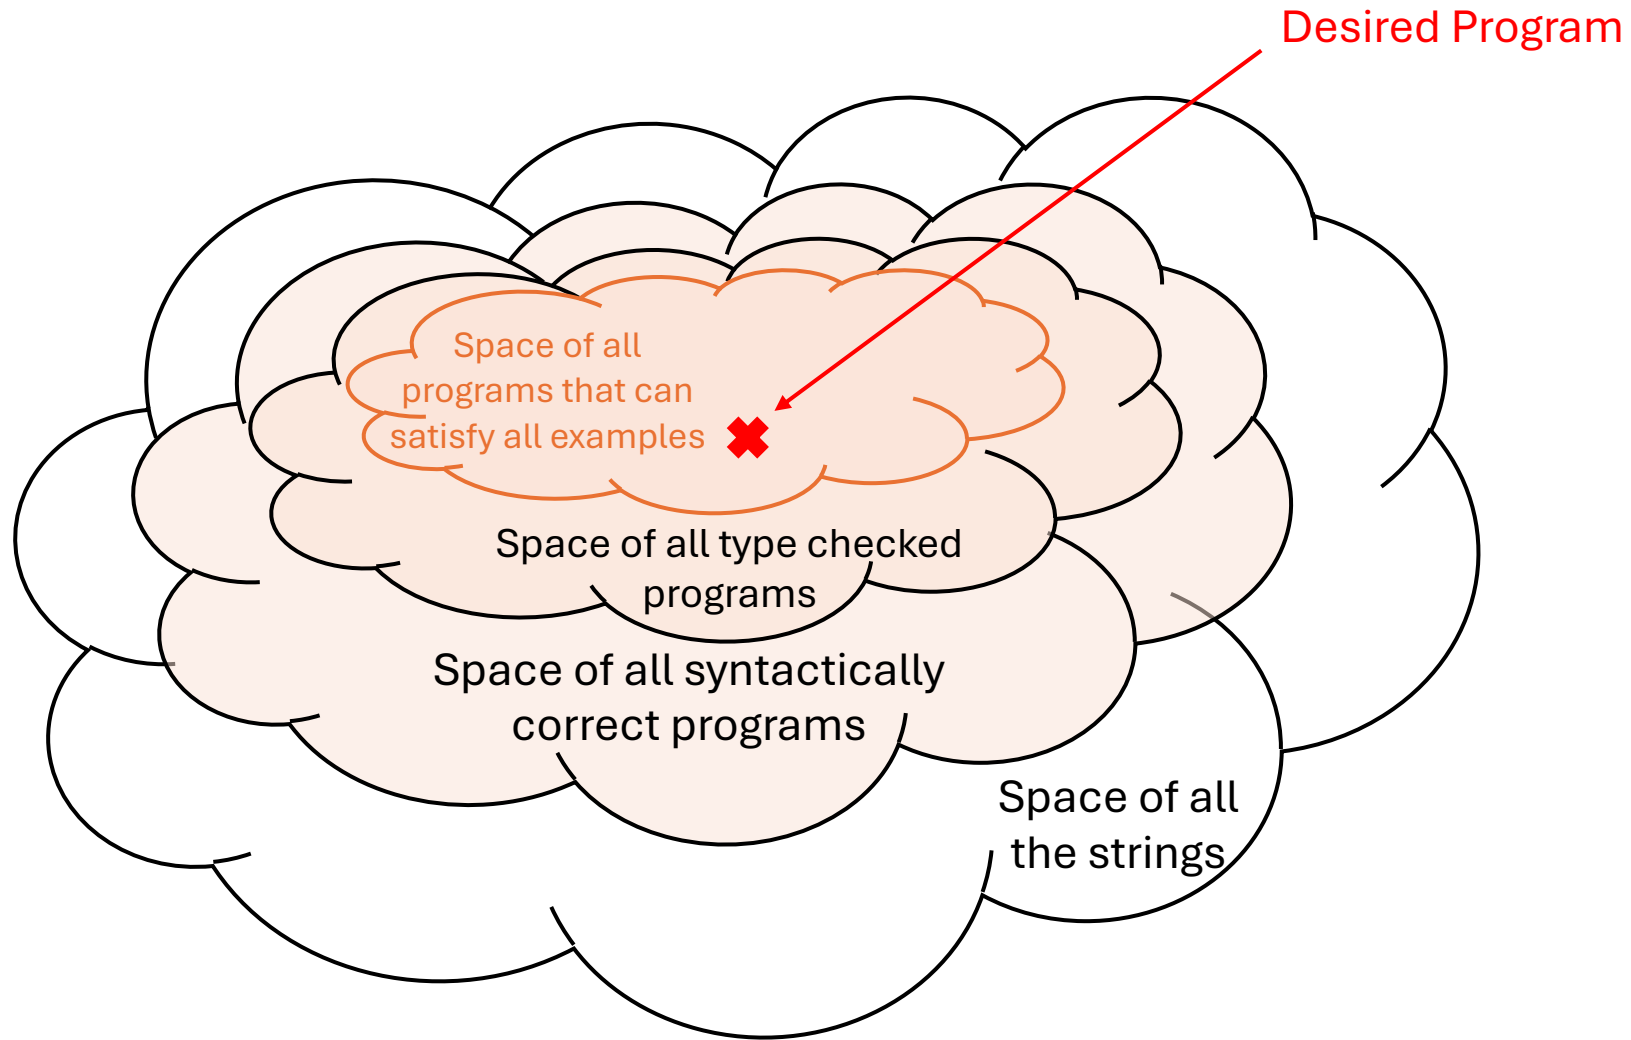 Desired Program
Space of all
programs that can
satisfy all examples
Space of all type checked
programs
Space of all syntactically
correct programs
Space of all
the strings